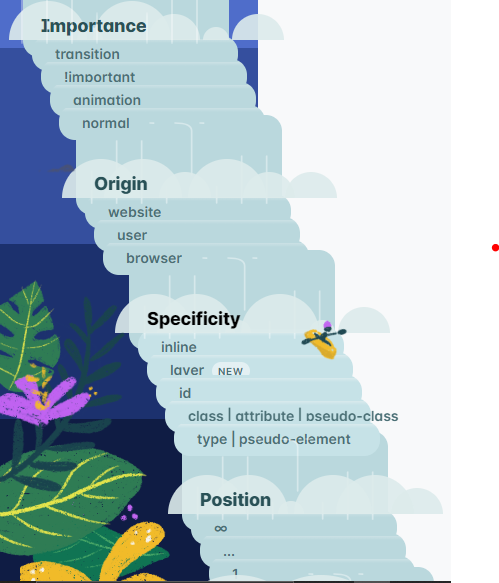 Importance
transition
!important
animation
normal
Origin
website
user
browser
Specificity
inline
layer NEW
id
class | attribute | pseudo-class
type | pseudo-element
Position
∞
...
1